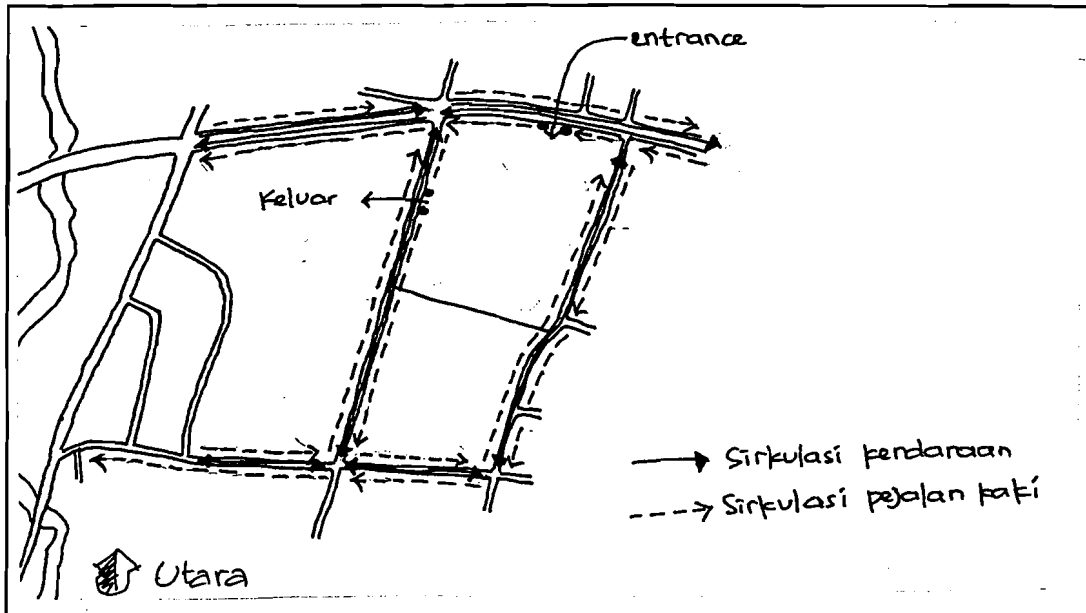 entrance
Keluar
Sirkulasi kendaraan
Sirkulasi pejalan kaki
Utara